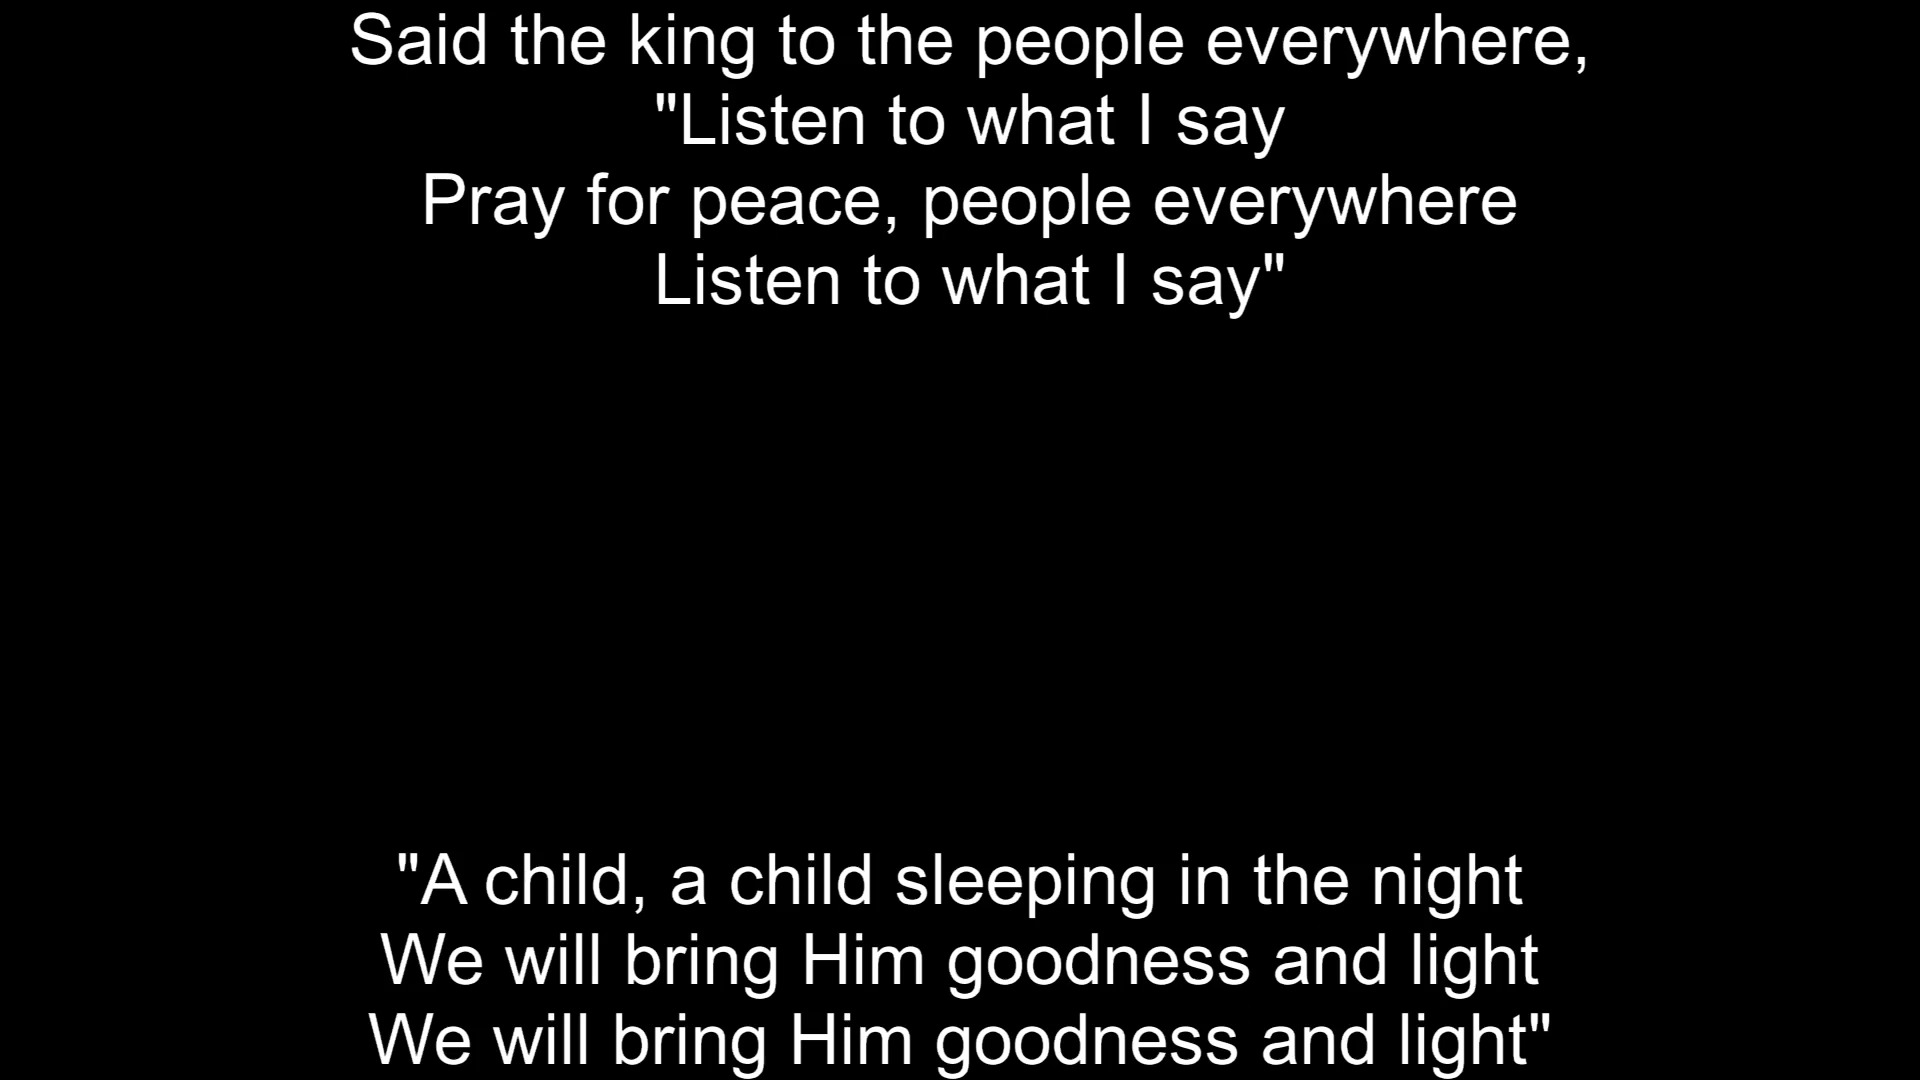 Said the king to the people everywhere,
"Listen to what I say
Pray for peace, people everywhere
Listen to what I say"
"A child, a child sleeping in the night
We will bring Him goodness and light
We will bring Him goodness and light"